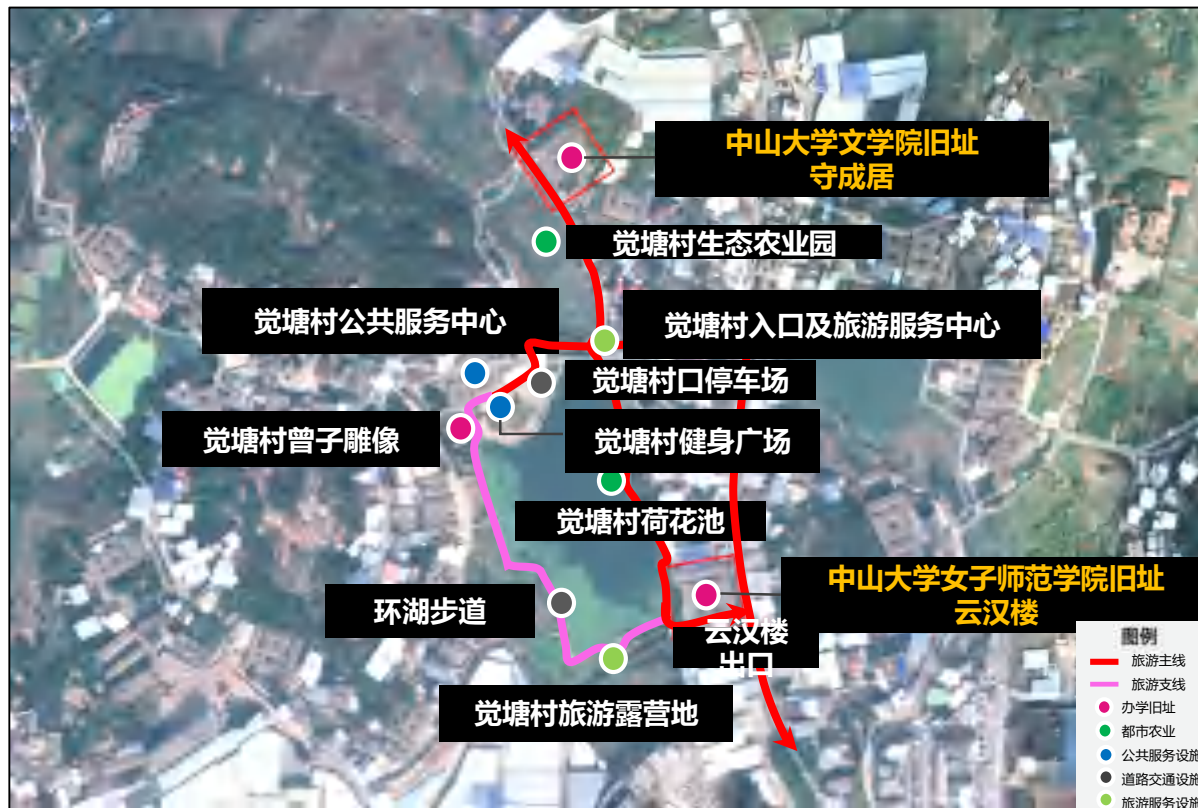 中山大学文学院旧址
守成居
觉塘村生态农业园
觉塘村公共服务中心
觉塘村入口及旅游服务中心
觉塘村口停车场
觉塘村曾子雕像
觉塘村健身广场
觉塘村荷花池
中山大学女子师范学院旧址
云汉楼
环湖步道
云汉楼
出口
觉塘村旅游露营地
图例
旅游主线
旅游支线
办学旧址
都市农业
公共服务设施
道路交通设施
旅游服务设施